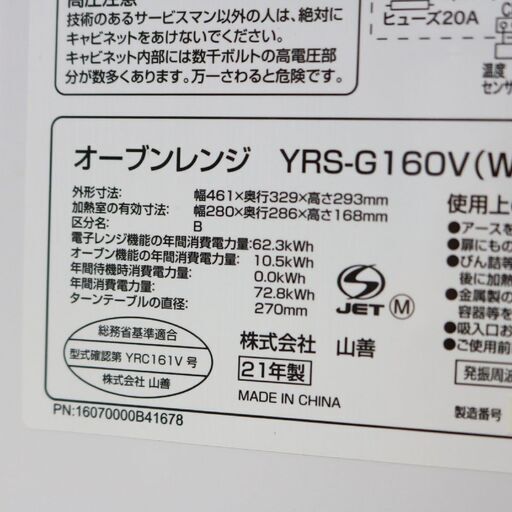 高圧注意
技術のあるサービスマン以外の人は、絶対に
キャビネットをあけないでください。
キャビネット内部には数千ボルトの高電圧部
分が数多くあります。万一さわると危険です。
ヒューズ20A
温度
センサ
オーブンレンジ YRS-G160V(W
外形寸法: 幅461×奥行329×高さ293mm
加熱室の有効寸法: 幅280×奥行286×高さ168mm
区分名: B
電子レンジ機能の年間消費電力量:62.3kWh
オーブン機能の年間消費電力量: 10.5kWh
年間待機時消費電力量: 0.0kWh
年間消費電力量: 72.8kWh
ターンテーブルの直径: 270mm
総務省基準適合
型式確認第 YRC161V 号
株式会社 山善
JET M
株式会社 山善
21年製
MADE IN CHINA
PN:16070000B41678
使用上の
●アースを
●扉にもの
●びん詰等
後に加熱
●金属製の
容器等を
●吸入口お
●ご使用前
発振周波
製造番号